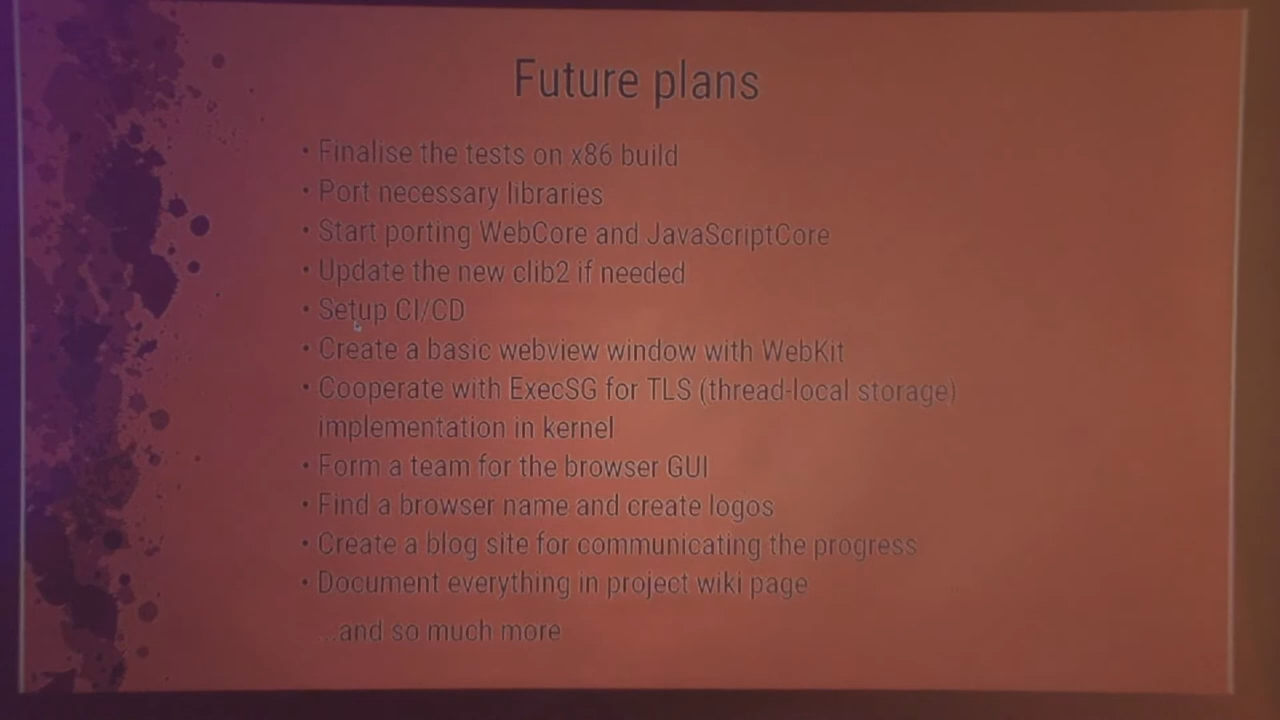 Future plans
• Finalise the tests on x86 build
• Port necessary libraries
• Start porting WebCore and JavaScriptCore
• Update the new clib2 if needed
• Setup CI/CD
• Create a basic webview window with WebKit
• Cooperate with ExecSG for TLS (thread-local storage)
implementation in kernel
• Form a team for the browser GUI
• Find a browser name and create logos
• Create a blog site for communicating the progress
• Document everything in project wiki page
...and so much more